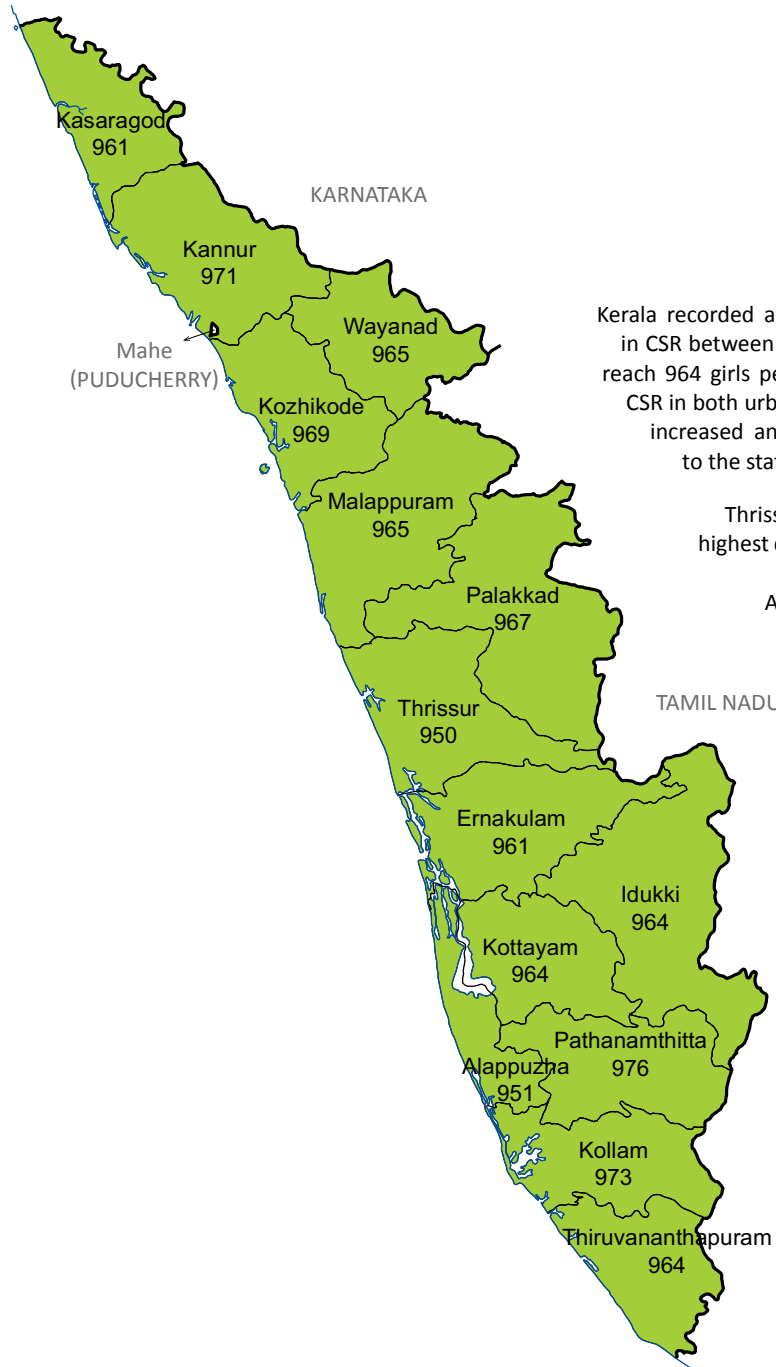 Kasaragod
961
KARNATAKA
Kannur
971
Wayanad
965
Mahe
(PUDUCHERRY)
Kozhikode
969
Malappuram
965
Palakkad
967
Kerala recorded a
in CSR between
reach 964 girls pe
CSR in both urb
increased an
to the stat
Thriss
highest
A
TAMIL NADU
Thrissur
950
Ernakulam
961
Idukki
964
Kottayam
964
Pathanamthitta
976
Alappuzha
951
Kollam
973
Thiruvananthapuram
964